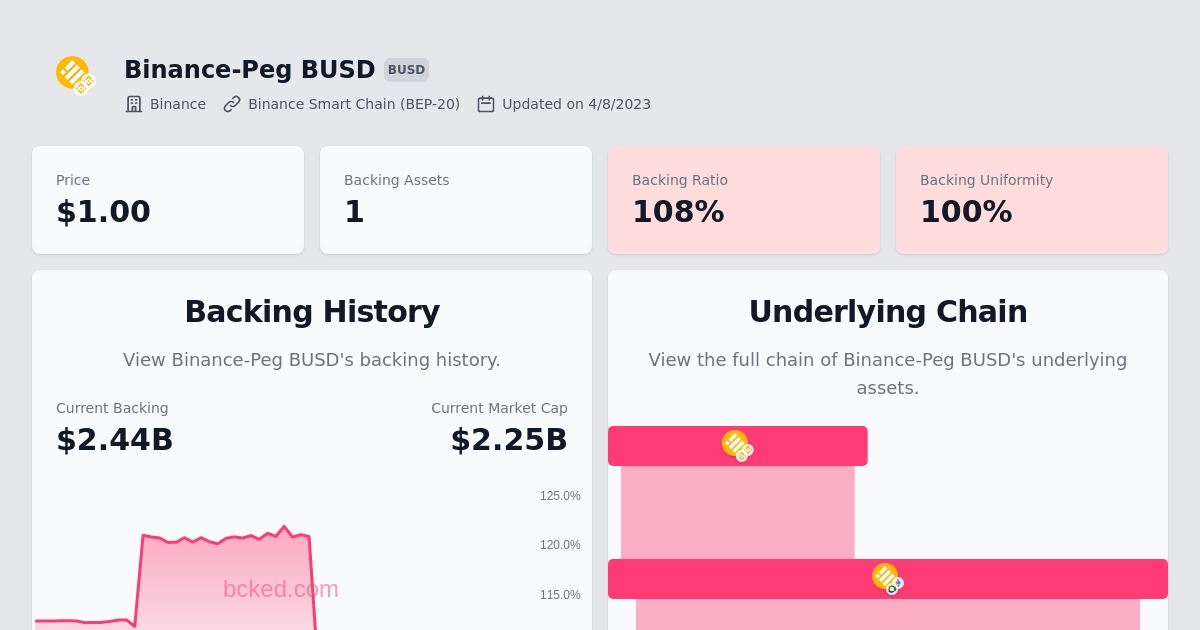 Binance-Peg BUSD BUSD
Binance Binance Smart Chain (BEP-20) Updated on 4/8/2023
Price
$1.00
Backing Assets
1
Backing Ratio
108%
Backing Uniformity
100%
Backing History
View Binance-Peg BUSD's backing history.
Current Backing
$2.44B
Current Market Cap
$2.25B
125.0%
120.0%
115.0%
bcked.com
Underlying Chain
View the full chain of Binance-Peg BUSD's underlying
assets.